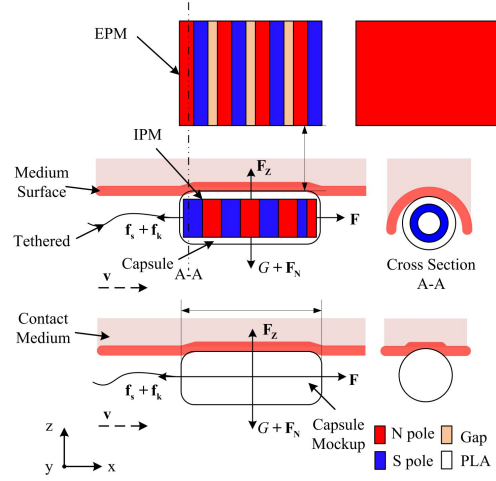 EPM
IPM
F_Z
Medium
Surface
Tethered
f_s + f_k
F
Capsule
A-A
G + F_N
Cross Section
A-A
v
Contact
Medium
F_Z
F
f_s + f_k
v
G + F_N
Capsule
Mockup
z
y
x
N pole
Gap
S pole
PLA